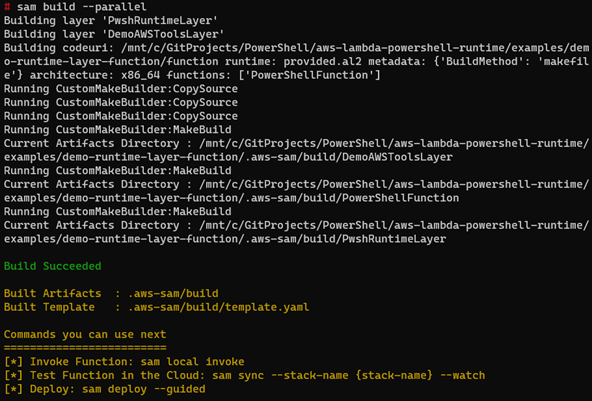 # sam build --parallel
Building layer 'PwshRuntimeLayer'
Building layer 'DemoAWSToolsLayer'
Building codeuri: /mnt/c/GitProjects/PowerShell/aws-lambda-powershell-runtime/examples/dem
o-runtime-layer-function/function runtime: provided.al2 metadata: {'BuildMethod': 'makefil
e'} architecture: x86_64 functions: ['PowerShellFunction']
Running CustomMakeBuilder:CopySource
Running CustomMakeBuilder:CopySource
Running CustomMakeBuilder:CopySource
Running CustomMakeBuilder:MakeBuild
Current Artifacts Directory : /mnt/c/GitProjects/PowerShell/aws-lambda-powershell-runtime/
examples/demo-runtime-layer-function/.aws-sam/build/DemoAWSToolsLayer
Running CustomMakeBuilder:MakeBuild
Current Artifacts Directory : /mnt/c/GitProjects/PowerShell/aws-lambda-powershell-runtime/
examples/demo-runtime-layer-function/.aws-sam/build/PowerShellFunction
Running CustomMakeBuilder:MakeBuild
Current Artifacts Directory : /mnt/c/GitProjects/PowerShell/aws-lambda-powershell-runtime/
examples/demo-runtime-layer-function/.aws-sam/build/PwshRuntimeLayer
Build Succeeded
Built Artifacts  : .aws-sam/build
Built Template   : .aws-sam/build/template.yaml
Commands you can use next
=========================
[*] Invoke Function: sam local invoke
[*] Test Function in the Cloud: sam sync --stack-name {stack-name} --watch
[*] Deploy: sam deploy --guided